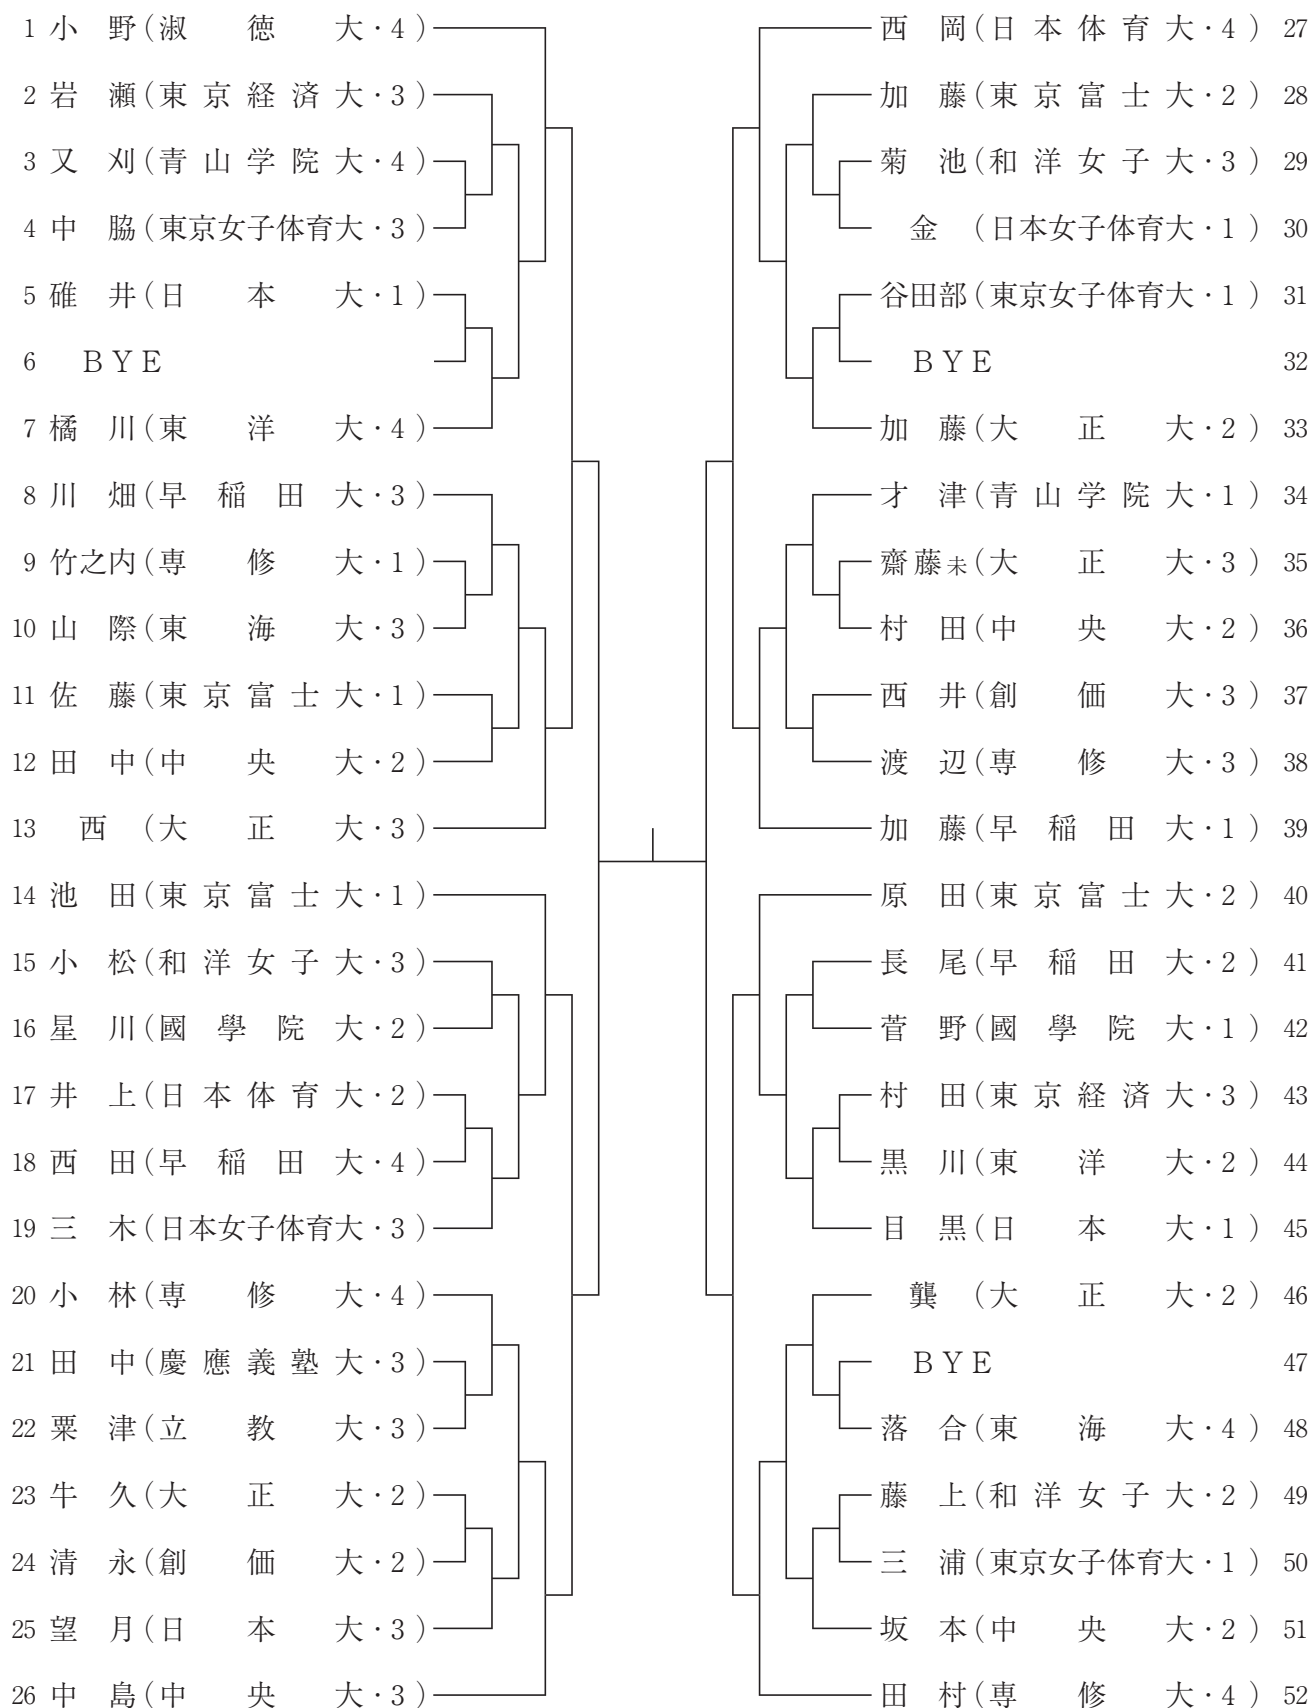 1 小野(淑徳大・4)
2 岩瀬(東京経済大・3)
3 又刈(青山学院大・4)
4 中脇(東京女子体育大・3)
5 碓井(日本大・1)
6 BYE
7 橘川(東洋大・4)
8 川畑(早稲田大・3)
9 竹之内(専修大・1)
10 山際(東海大・3)
11 佐藤(東京富士大・1)
12 田中(中央大・2)
13 西(大正大・3)
14 池田(東京富士大・1)
15 小松(和洋女子大・3)
16 星川(國學院大・2)
17 井上(日本体育大・2)
18 西田(早稲田大・4)
19 三木(日本女子体育大・3)
20 小林(専修大・4)
21 田中(慶應義塾大・3)
22 粟津(立教大・3)
23 牛久(大正大・2)
24 清永(創価大・2)
25 望月(日本大・3)
26 中島(中央大・3)
西岡(日本体育大・4) 27
加藤(東京富士大・2) 28
菊池(和洋女子大・3) 29
金(日本女子体育大・1) 30
谷田部(東京女子体育大・1) 31
BYE 32
加藤(大正大・2) 33
才津(青山学院大・1) 34
齋藤未(大正大・3) 35
村田(中央大・2) 36
西井(創価大・3) 37
渡辺(専修大・3) 38
加藤(早稲田大・1) 39
原田(東京富士大・2) 40
長尾(早稲田大・2) 41
菅野(國學院大・1) 42
村田(東京経済大・3) 43
黒川(東洋大・2) 44
目黒(日本大・1) 45
龔(大正大・2) 46
BYE 47
落合(東海大・4) 48
藤上(和洋女子大・2) 49
三浦(東京女子体育大・1) 50
坂本(中央大・2) 51
田村(専修大・4) 52